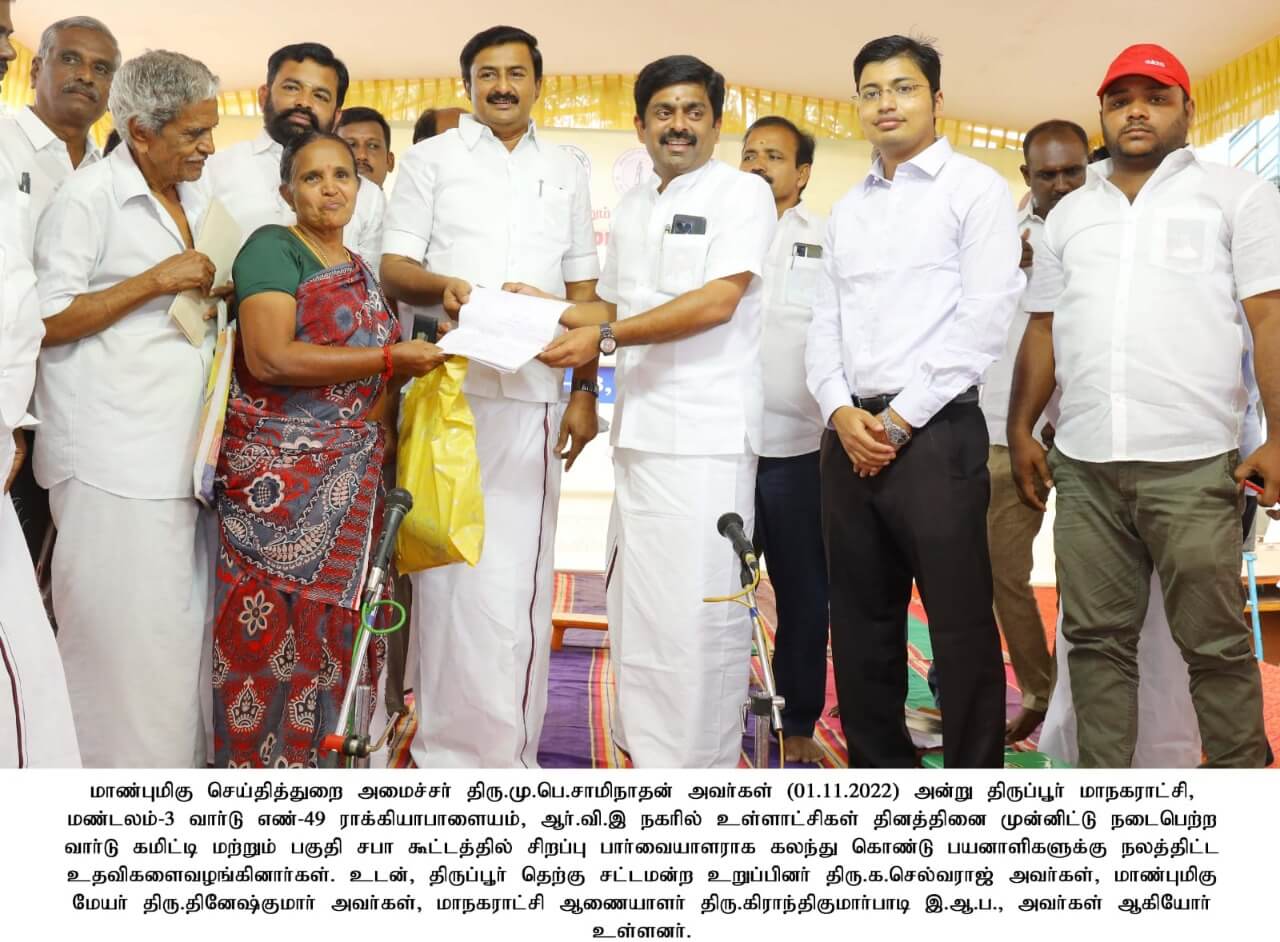 மாண்புமிகு செய்தித்துறை அமைச்சர் திரு.மு.பெ.சாமிநாதன் அவர்கள் (01.11.2022) அன்று திருப்பூர் மாநகராட்சி,
மண்டலம்-3 வார்டு எண்-49 ராக்கியாபாளையம், ஆர்.வி.இ நகரில் உள்ளாட்சிகள் தினத்தினை முன்னிட்டு நடைபெற்ற
வார்டு கமிட்டி மற்றும் பகுதி சபா கூட்டத்தில் சிறப்பு பார்வையாளராக கலந்து கொண்டு பயனாளிகளுக்கு நலத்திட்ட
உதவிகளைவழங்கினார்கள். உடன், திருப்பூர் தெற்கு சட்டமன்ற உறுப்பினர் திரு.க.செல்வராஜ் அவர்கள், மாண்புமிகு
மேயர் திரு.தினேஷ்குமார் அவர்கள், மாநகராட்சி ஆணையாளர் திரு.கிராந்திகுமார்பாடி இ.ஆ.ப., அவர்கள் ஆகியோர்
உள்ளனர்.